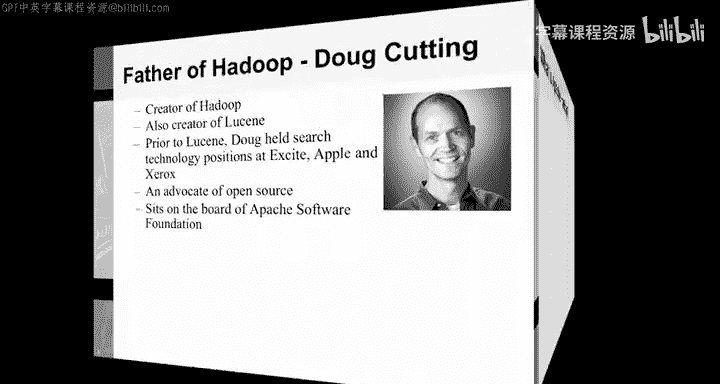 GPT中英字幕课程资源@bilibili.com
字幕课程资源 bilibili
Father of Hadoop - Doug Cutting
– Creator of Hadoop
– Also creator of Lucene
– Prior to Lucene, Doug held search
technology positions at Excite, Apple and
Xerox
– An advocate of open source
– Sits on the board of Apache Software
Foundation